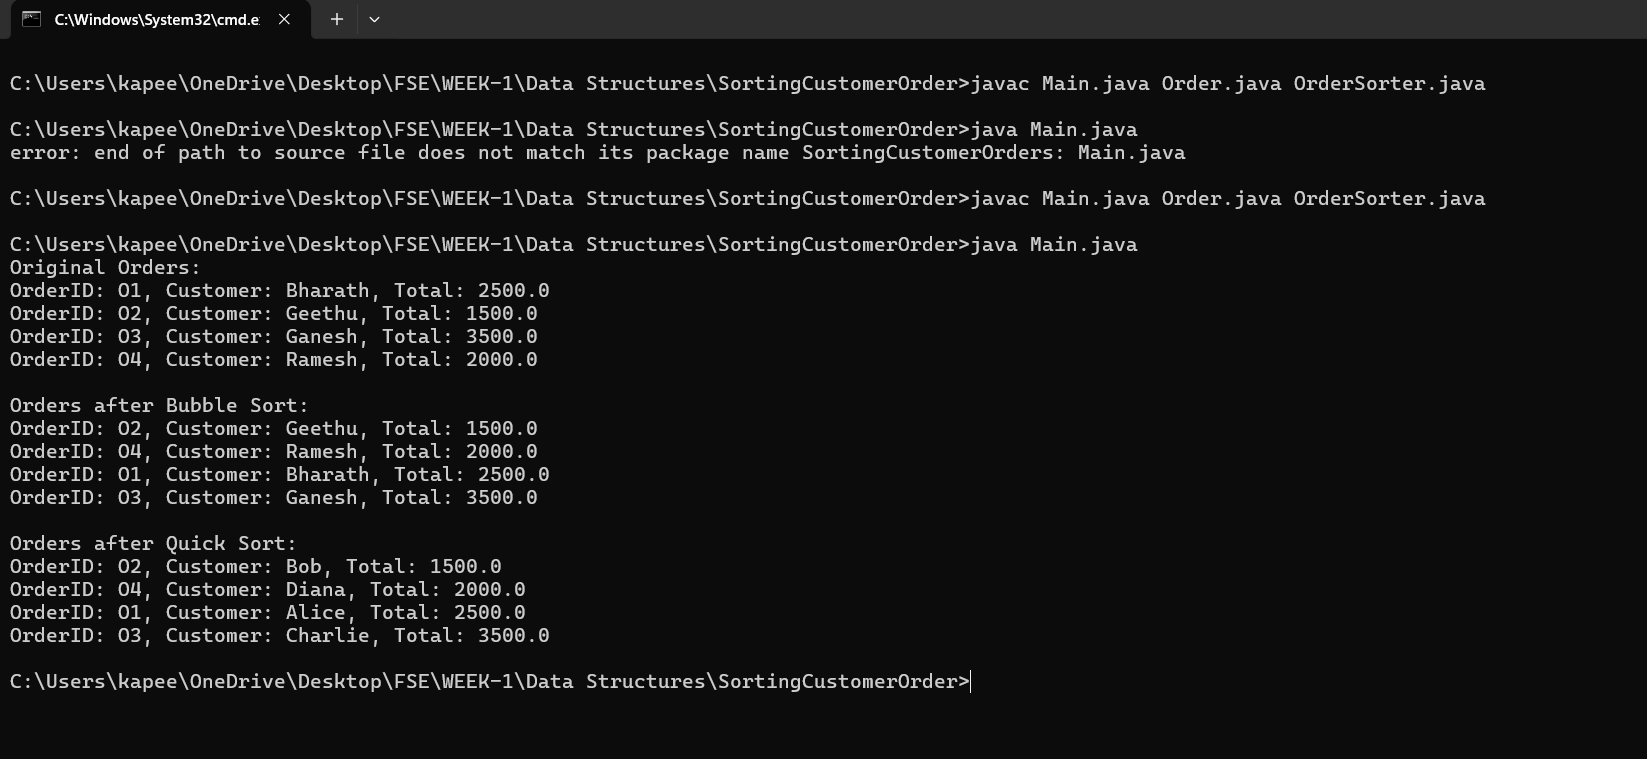 C:\Windows\System32\cmd.e
C:\Users\kapee\OneDrive\Desktop\FSE\WEEK-1\Data Structures\SortingCustomerOrder>javac Main.java Order.java OrderSorter.java
C:\Users\kapee\OneDrive\Desktop\FSE\WEEK-1\Data Structures\SortingCustomerOrder>java Main.java
error: end of path to source file does not match its package name SortingCustomerOrders: Main.java
C:\Users\kapee\OneDrive\Desktop\FSE\WEEK-1\Data Structures\SortingCustomerOrder>javac Main.java Order.java OrderSorter.java
C:\Users\kapee\OneDrive\Desktop\FSE\WEEK-1\Data Structures\SortingCustomerOrder>java Main.java
Original Orders:
OrderID: O1, Customer: Bharath, Total: 2500.0
OrderID: O2, Customer: Geethu, Total: 1500.0
OrderID: O3, Customer: Ganesh, Total: 3500.0
OrderID: O4, Customer: Ramesh, Total: 2000.0
Orders after Bubble Sort:
OrderID: O2, Customer: Geethu, Total: 1500.0
OrderID: O4, Customer: Ramesh, Total: 2000.0
OrderID: O1, Customer: Bharath, Total: 2500.0
OrderID: O3, Customer: Ganesh, Total: 3500.0
Orders after Quick Sort:
OrderID: O2, Customer: Bob, Total: 1500.0
OrderID: O4, Customer: Diana, Total: 2000.0
OrderID: O1, Customer: Alice, Total: 2500.0
OrderID: O3, Customer: Charlie, Total: 3500.0
C:\Users\kapee\OneDrive\Desktop\FSE\WEEK-1\Data Structures\SortingCustomerOrder>